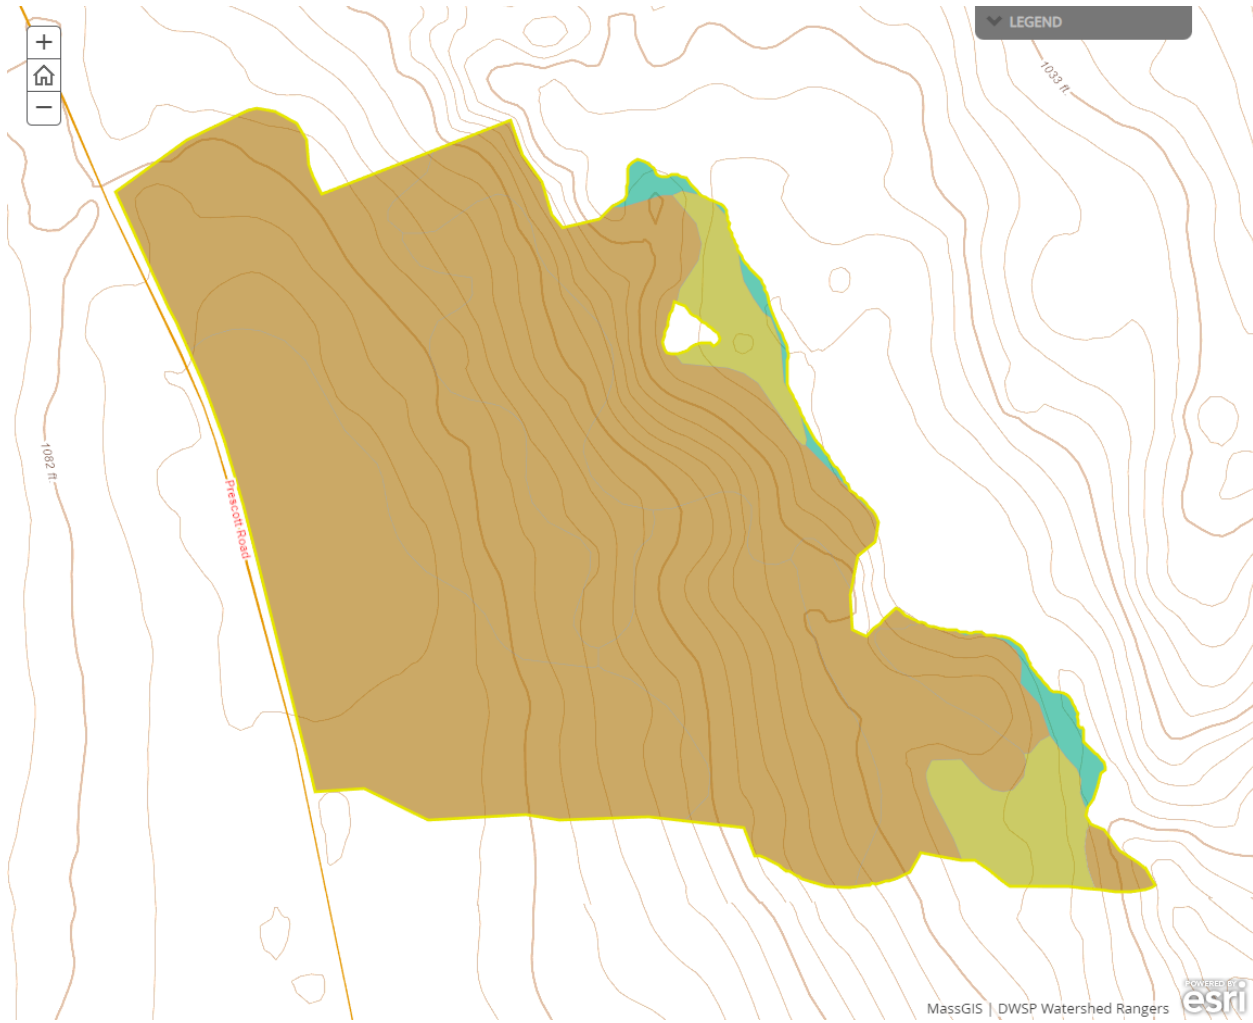 +
−
LEGEND
1033 ft.
1082 ft.
Prescott Road
MassGIS | DWSP Watershed Rangers
POWERED BY
esri